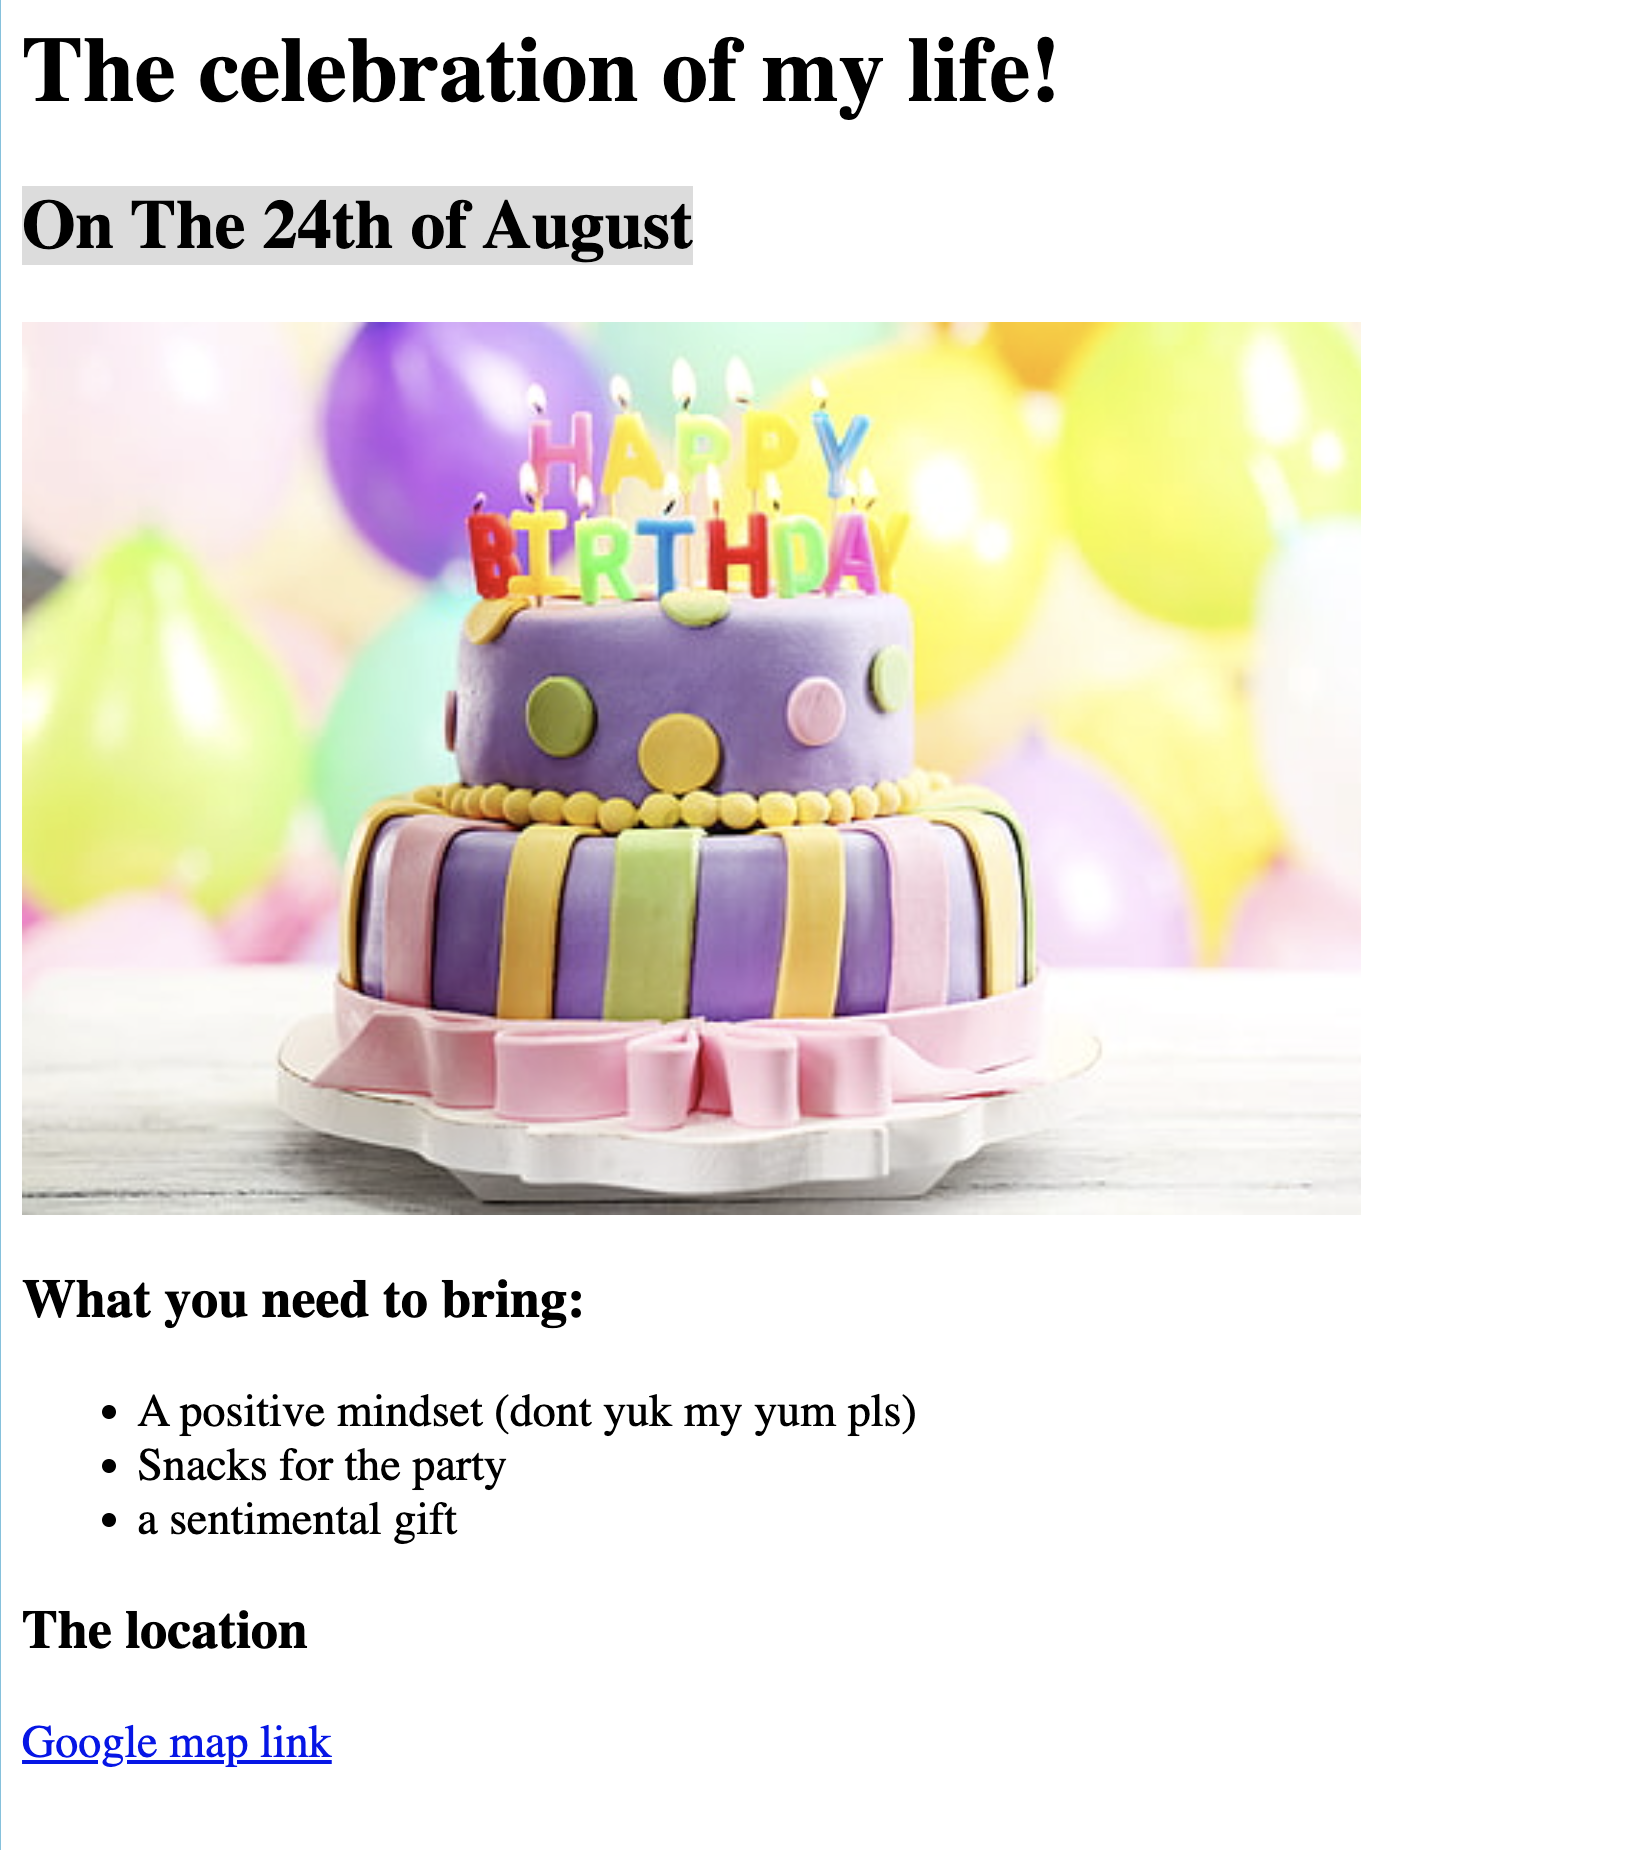 The celebration of my life!
On The 24th of August
HAPPY
BIRTHDAY
What you need to bring:
A positive mindset (dont yuk my yum pls)
Snacks for the party
a sentimental gift
The location
Google map link